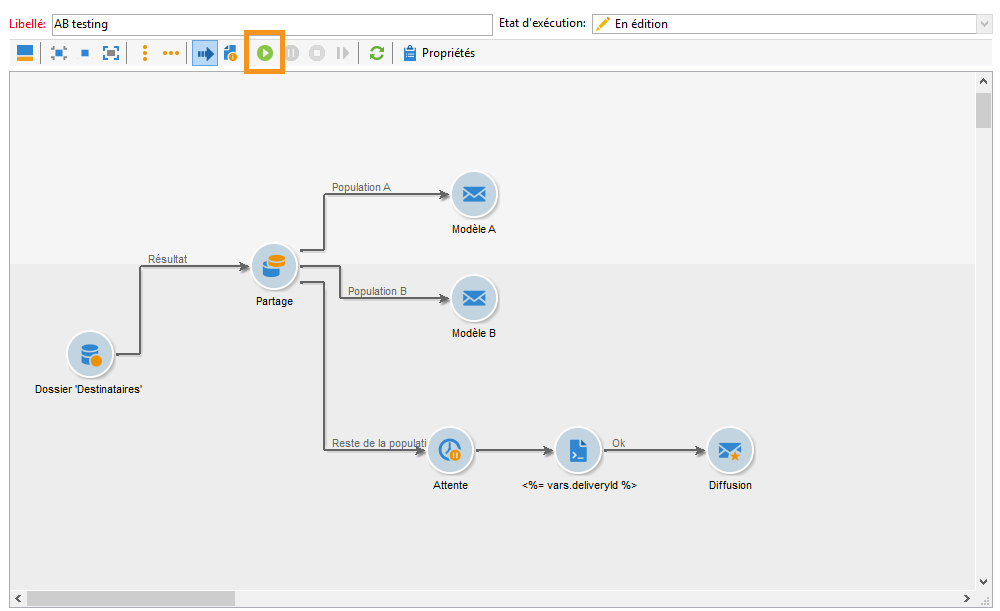 Libellé: AB testing Etat d'exécution: En édition
Propriétés
Population A
Modèle A
Résultat
Partage
Population B
Modèle B
Dossier 'Destinataires'
Reste de la populati
Ok
Attente
<%= vars.deliveryId %>
Diffusion